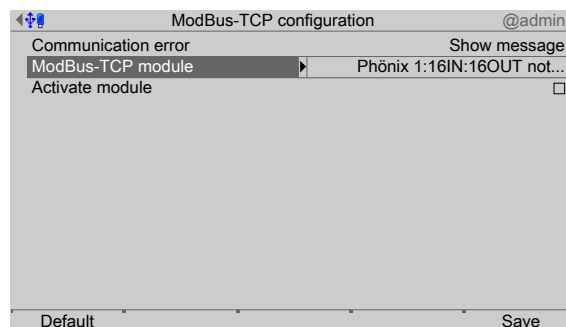 ModBus-TCP configuration @admin
Communication error Show message
ModBus-TCP module Phönix 1:16IN:16OUT not...
Activate module
Default Save